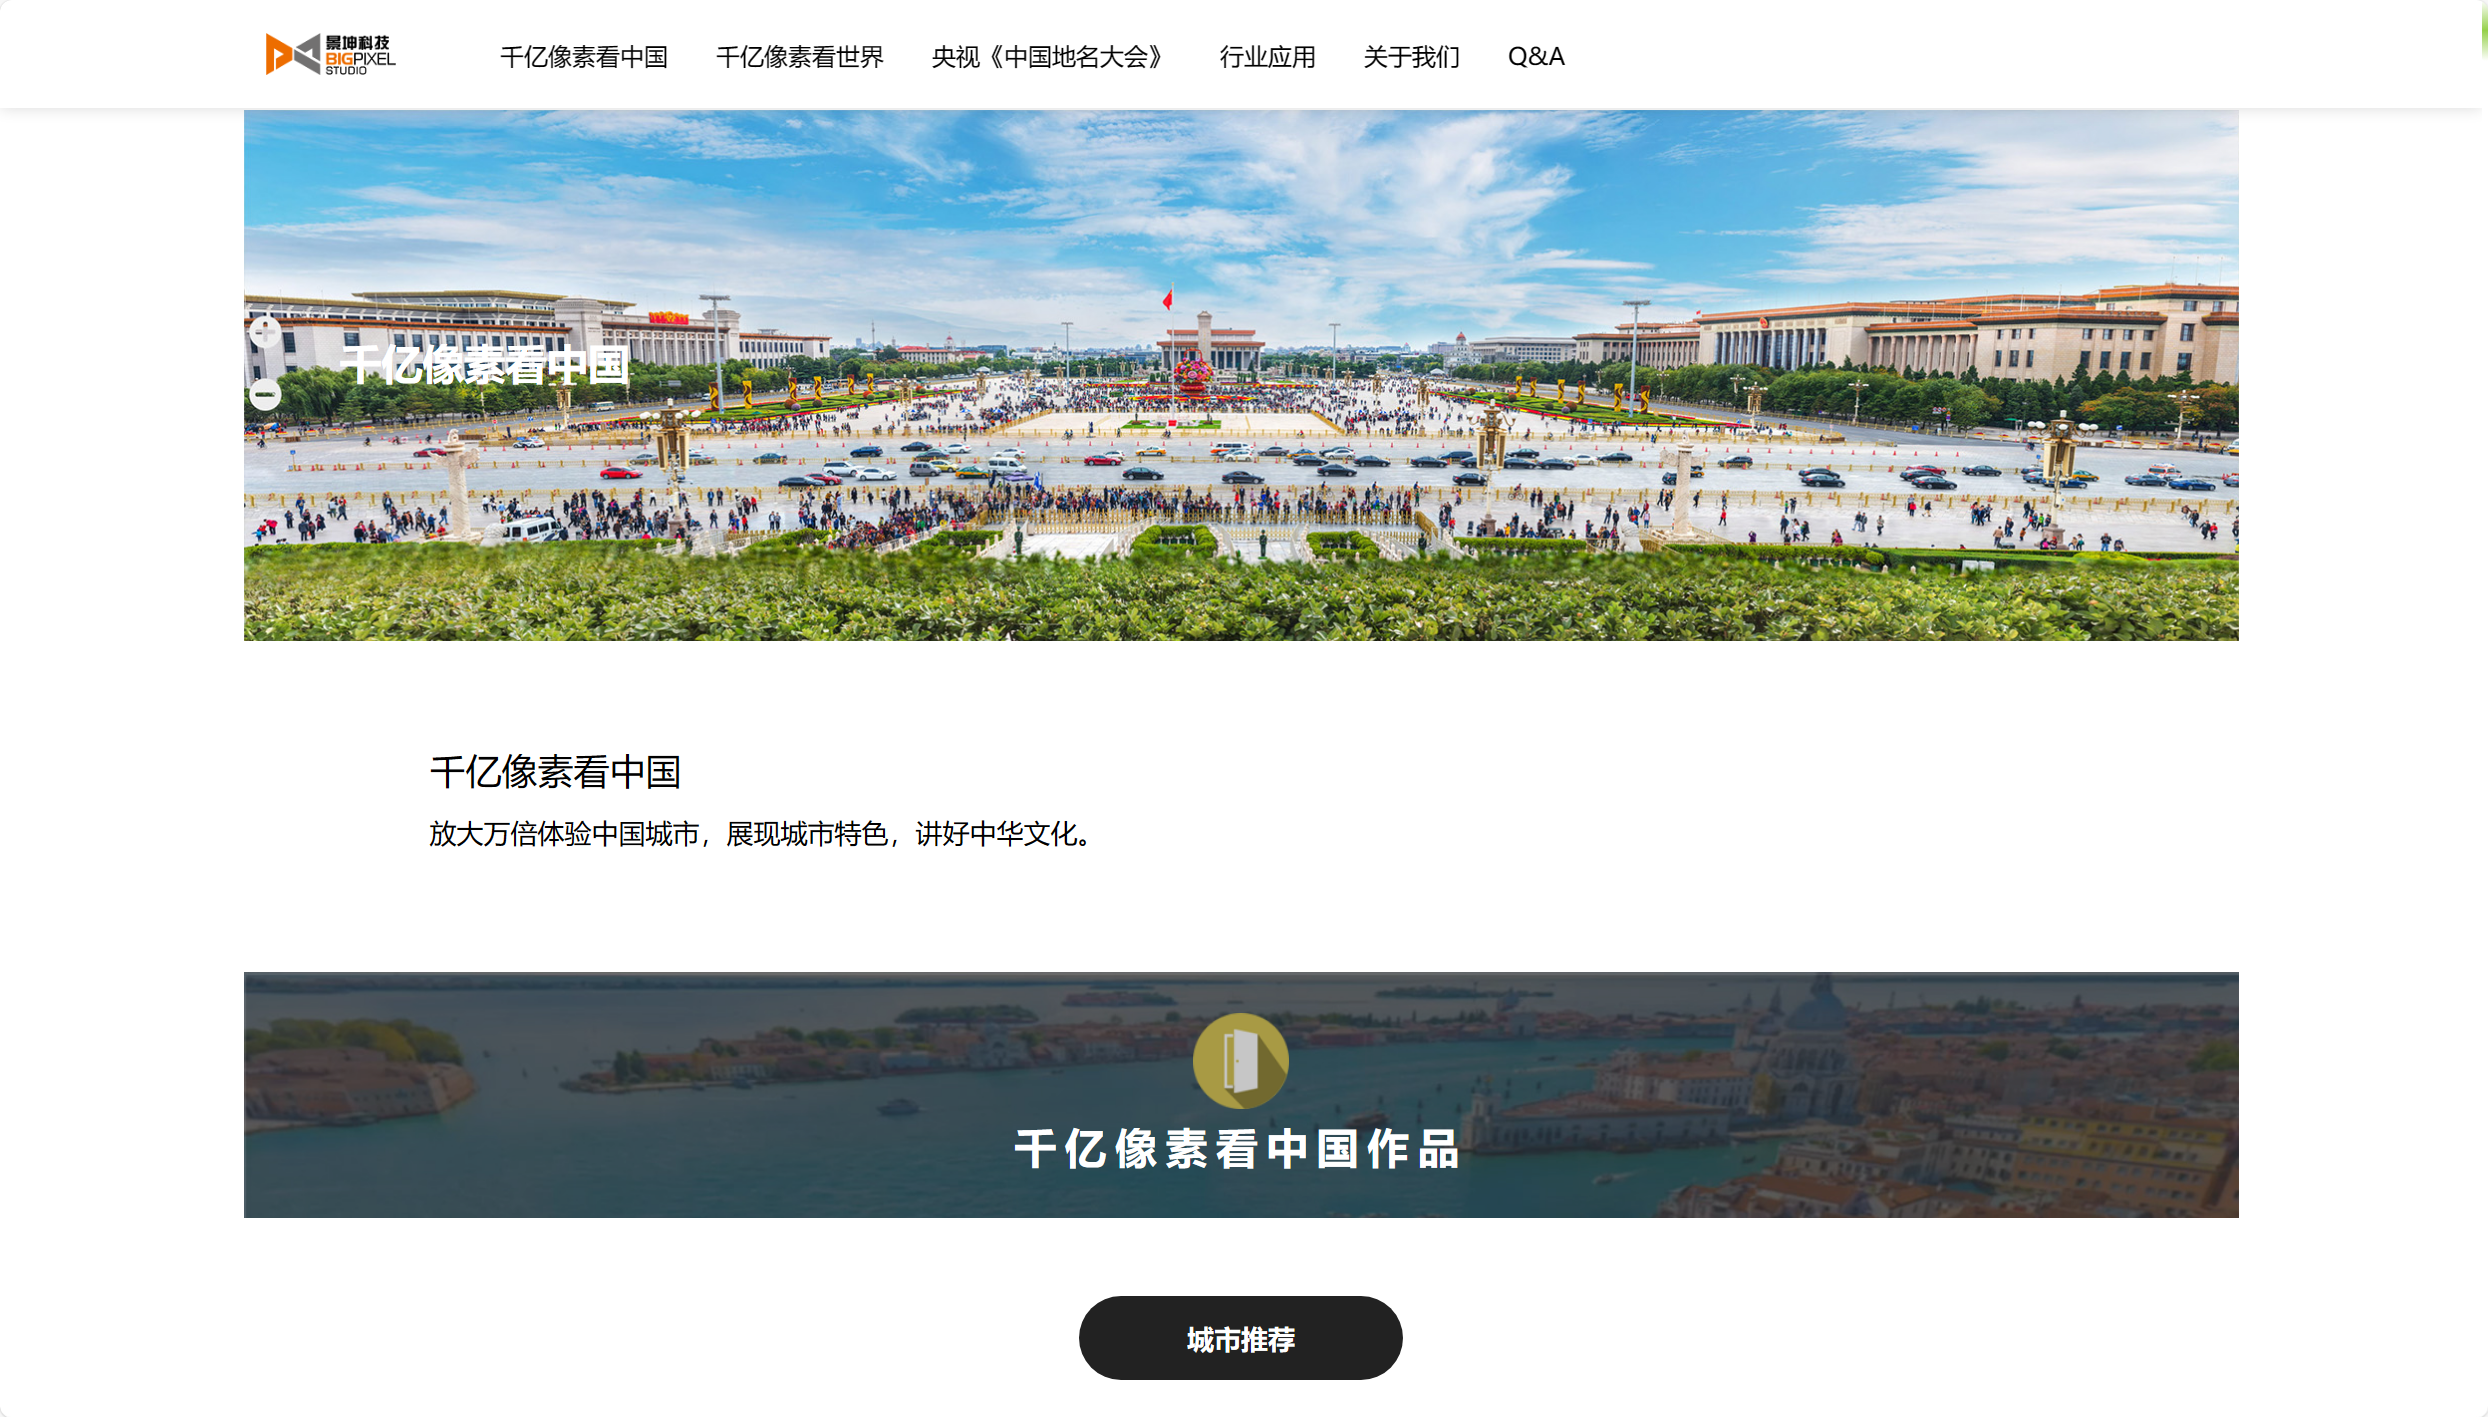 景坤科技
BIGPIXEL
STUDIO
千亿像素看中国
千亿像素看世界
央视《中国地名大会》
行业应用
关于我们
Q&A
千亿像素看中国
千亿像素看中国
放大万倍体验中国城市，展现城市特色，讲好中华文化。
千亿像素看中国作品
城市推荐